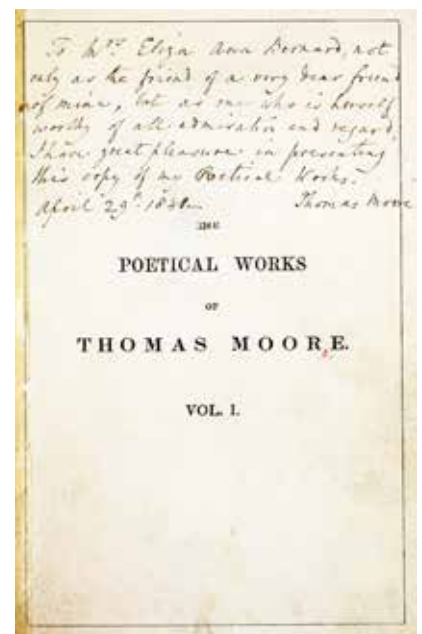 To Mrs Eliza Ann Bernard, not
only as the friend of a very dear friend
of mine, but as one who is herself
worthy of all admiration and regard,
I have great pleasure in presenting
this copy of my Poetical Works.
April 29th Thomas Moore
THE
POETICAL WORKS
OF
THOMAS MOORE.
VOL. I.